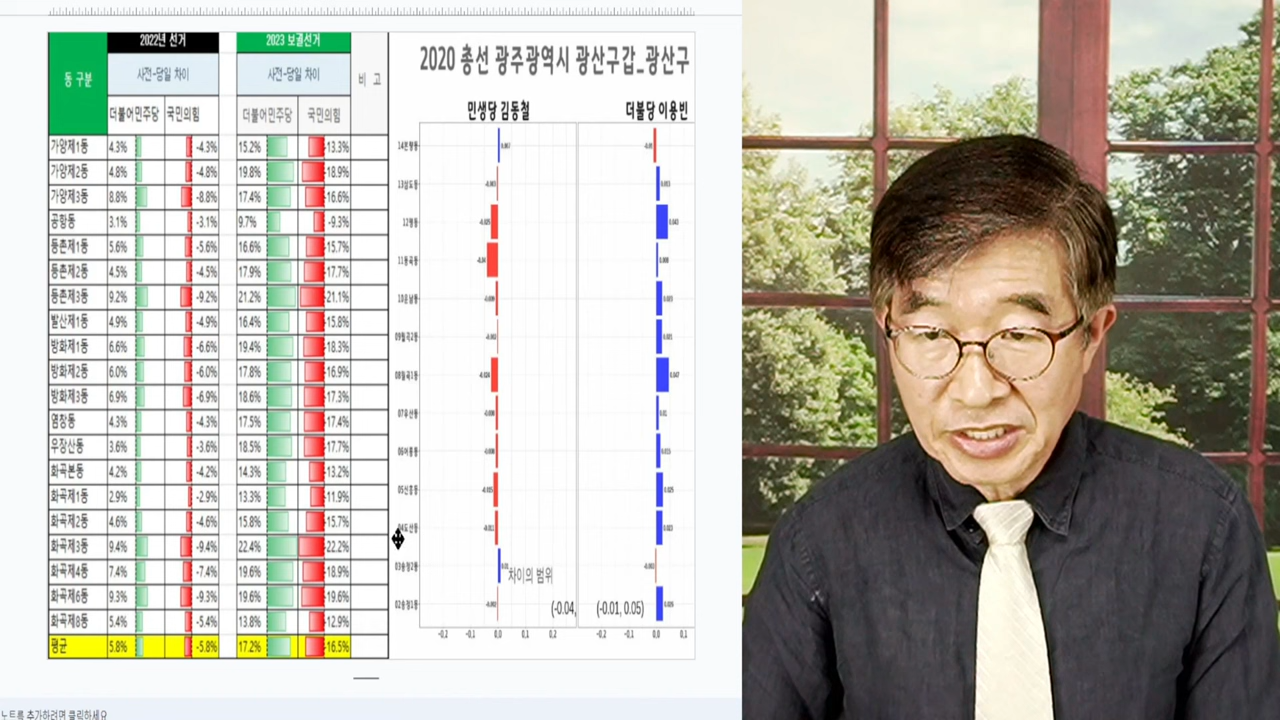 동 구분 2022년 선거 2023 보궐선거 비 고
사전-당일 차이 사전-당일 차이
더불어민주당 국민의힘 더불어민주당 국민의힘
가양제1동 4.3% -4.3% 15.2% -13.3%
가양제2동 4.8% -4.8% 19.8% -18.9%
가양제3동 8.8% -8.8% 17.4% -16.6%
공항동 3.1% -3.1% 9.7% -9.3%
등촌제1동 5.6% -5.6% 16.6% -15.7%
등촌제2동 4.5% -4.5% 17.9% -17.7%
등촌제3동 9.2% -9.2% 21.2% -21.1%
발산제1동 4.9% -4.9% 16.4% -15.8%
방화제1동 6.6% -6.6% 19.4% -18.3%
방화제2동 6.0% -6.0% 17.8% -16.9%
방화제3동 6.9% -6.9% 18.6% -17.3%
염창동 4.3% -4.3% 17.5% -17.4%
우장산동 3.6% -3.6% 18.5% -17.7%
화곡본동 4.2% -4.2% 14.3% -13.2%
화곡제1동 2.9% -2.9% 13.3% -11.9%
화곡제2동 4.6% -4.6% 15.8% -15.7%
화곡제3동 9.4% -9.4% 22.4% -22.2%
화곡제4동 7.4% -7.4% 19.6% -18.9%
화곡제6동 9.3% -9.3% 19.6% -19.6%
화곡제8동 5.4% -5.4% 13.8% -12.9%
평균 5.8% -5.8% 17.2% -16.5%
2020 총선 광주광역시 광산구갑_광산구
민생당 김동철 더불당 이용빈
차이의 범위
(-0.04, (-0.01, 0.05)
-0.2 -0.1 0.0 0.1 0.2 -0.2 -0.1 0.0 0.1
노트를 추가하려면 클릭하세요